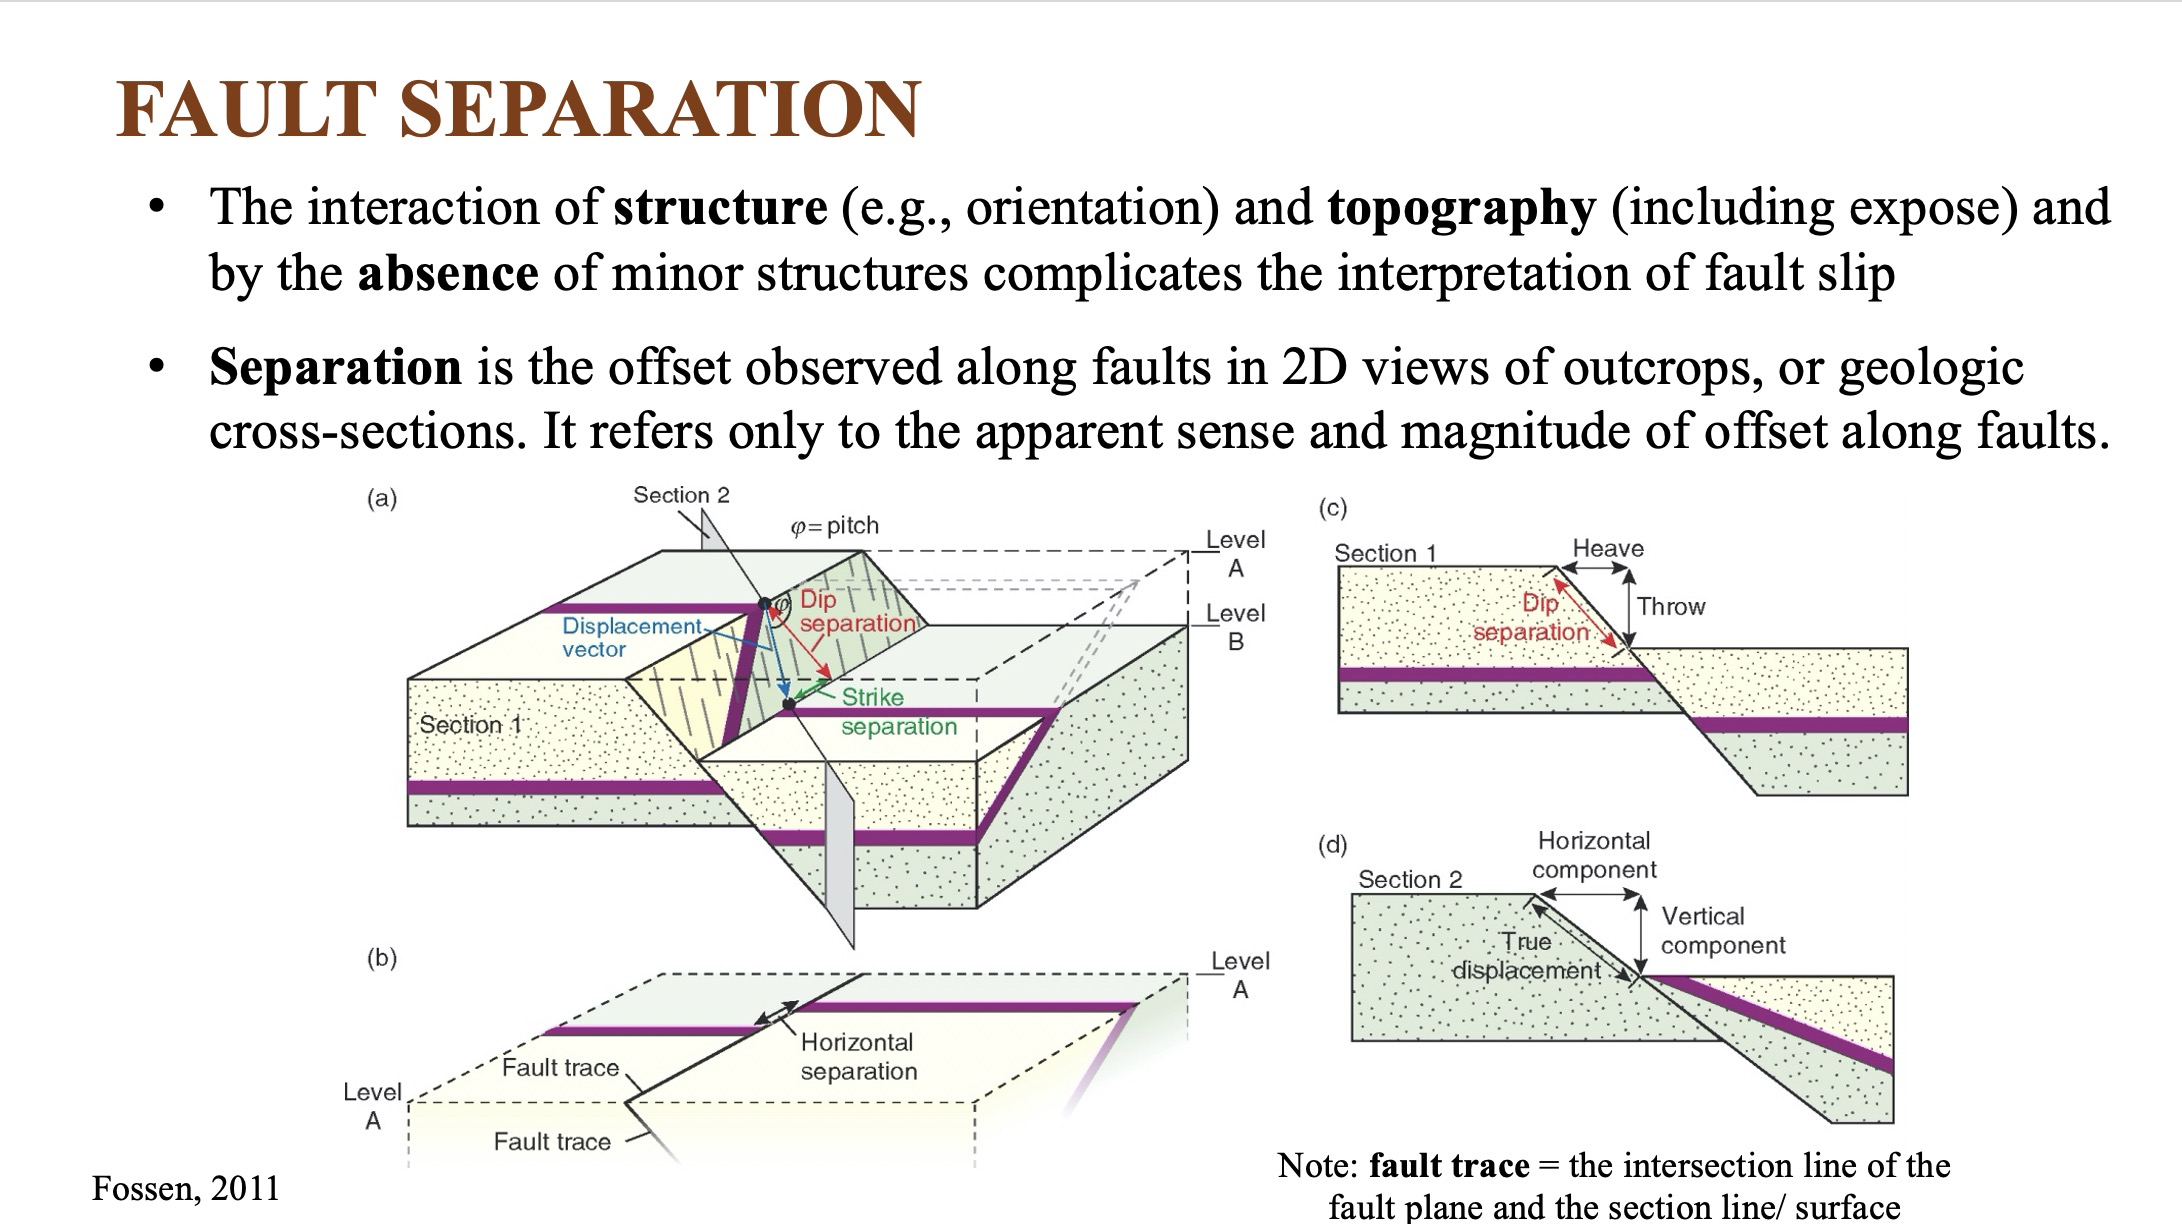 FAULT SEPARATION
• The interaction of structure (e.g., orientation) and topography (including expose) and
by the absence of minor structures complicates the interpretation of fault slip
• Separation is the offset observed along faults in 2D views of outcrops, or geologic
cross-sections. It refers only to the apparent sense and magnitude of offset along faults.
(a)
Section 2
φ= pitch
Level
A
Level
B
φ
Dip
separation
Displacement
vector
Strike
separation
Section 1
(b)
Level
A
Horizontal
separation
Fault trace
Level
A
Fault trace
(c)
Section 1
Heave
Dip
separation
Throw
(d)
Horizontal
component
Section 2
Vertical
component
True
displacement
Fossen, 2011
Note: fault trace = the intersection line of the
fault plane and the section line/ surface